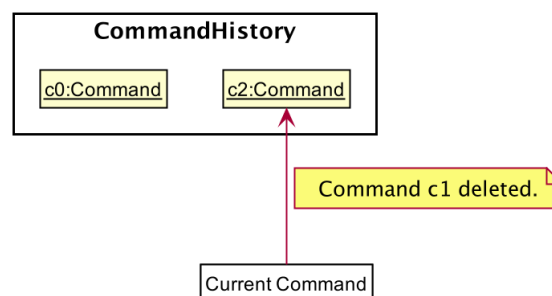 CommandHistory
c0:Command
c2:Command
Command c1 deleted.
Current Command